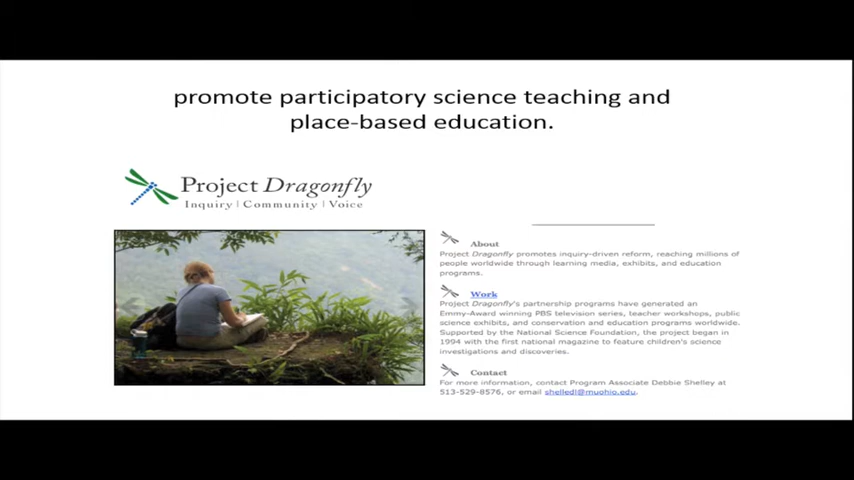 promote participatory science teaching and
place-based education.
Project Dragonfly
Inquiry | Community | Voice
About
Project Dragonfly promotes inquiry-driven reform, reaching millions of
people worldwide through learning media, exhibits, and education
programs.
Work
Project Dragonfly's partnership programs have generated an
Emmy-Award winning PBS television series, teacher workshops, public
science exhibits, and conservation and education programs worldwide.
Supported by the National Science Foundation, the project began in
1994 with the first national magazine to feature children's science
investigations and discoveries.
Contact
For more information, contact Program Associate Debbie Shelley at
513-529-8576, or email shelledl@muohio.edu.